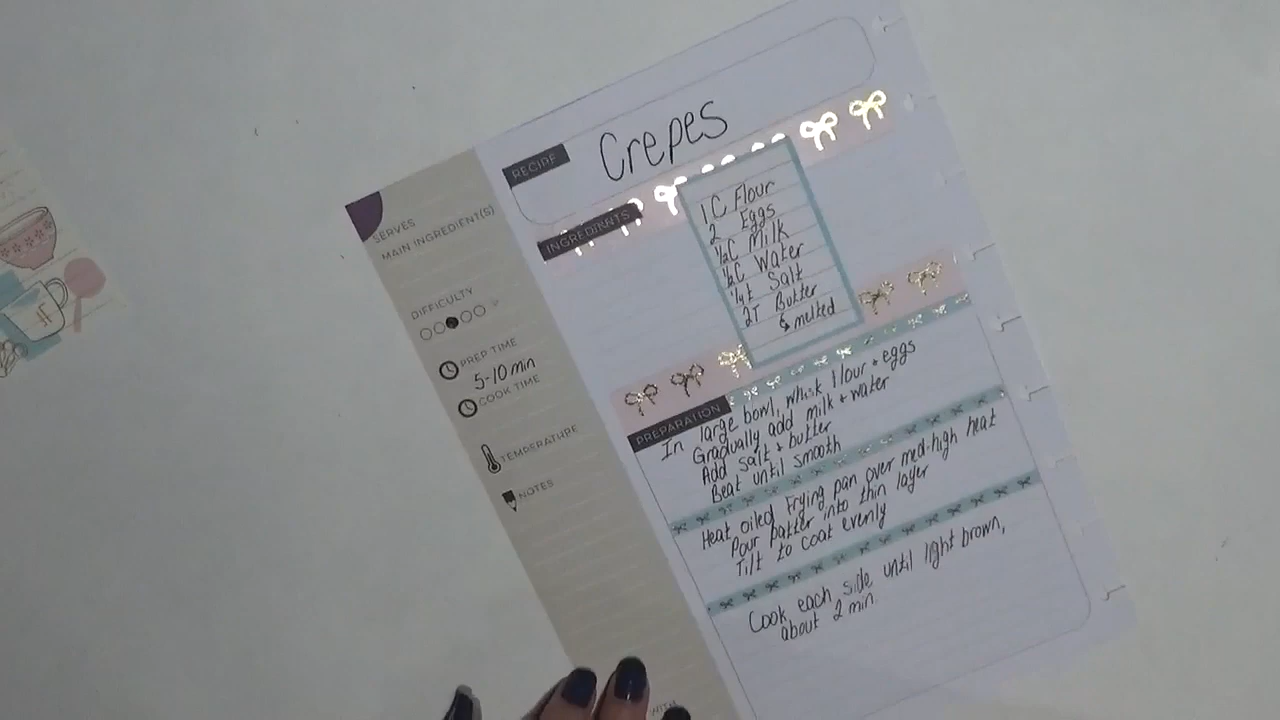 RECIPE
Crepes
SERVES
MAIN INGREDIENT(S)
DIFFICULTY
PREP TIME
5-10 min
COOK TIME
TEMPERATURE
NOTES
INGREDIENTS
1 C Flour
2 Eggs
½C Milk
½C Water
¼t Salt
2T Butter
melted
PREPARATION
In large bowl, whisk flour + eggs
Gradually add milk + water
Add salt + butter
Beat until smooth
Heat oiled frying pan over med-high heat
Pour batter into thin layer
Tilt to coat evenly
Cook each side until light brown,
about 2 min.
WITH